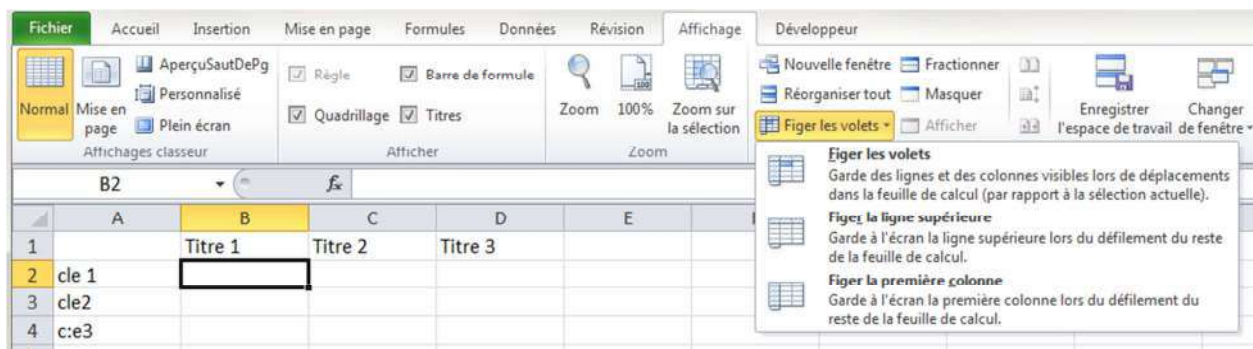 Fichier Accueil Insertion Mise en page Formules Données Révision Affichage Développeur
Normal Mise en page AperçuSautDePg Personnalisé Plein écran
Affichages classeur
Règle Barre de formule
Quadrillage Titres
Afficher
Zoom 100% Zoom sur la sélection
Zoom
Nouvelle fenêtre Fractionner
Réorganiser tout Masquer
Figer les volets Afficher
Enregistrer l'espace de travail Changer de fenêtre
B2 fx
Figer les volets
Garde des lignes et des colonnes visibles lors de déplacements
dans la feuille de calcul (par rapport à la sélection actuelle).
Figer la ligne supérieure
Garde à l'écran la ligne supérieure lors du défilement du reste
de la feuille de calcul.
Figer la première colonne
Garde à l'écran la première colonne lors du défilement du
reste de la feuille de calcul.
A B C D E
1 Titre 1 Titre 2 Titre 3
2 cle 1
3 cle2
4 c:e3